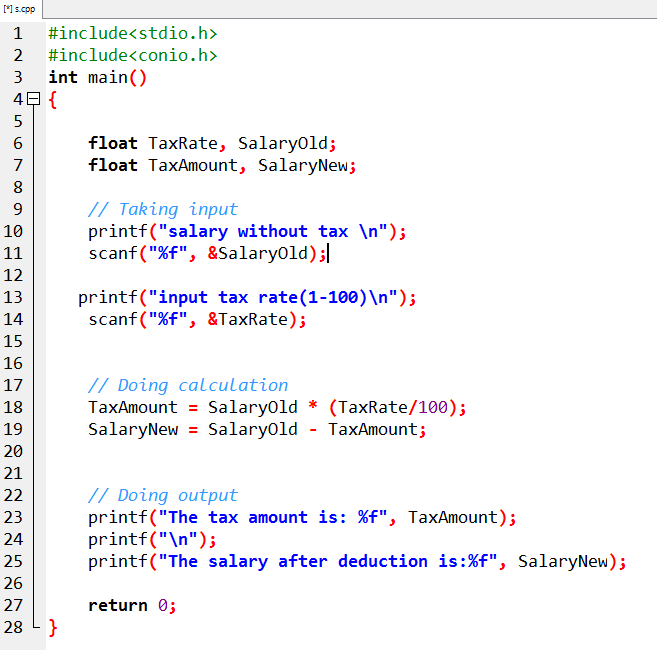 [*] s.cpp
1 #include<stdio.h>
2 #include<conio.h>
3 int main()
4 {
5
6 float TaxRate, SalaryOld;
7 float TaxAmount, SalaryNew;
8
9 // Taking input
10 printf("salary without tax \n");
11 scanf("%f", &SalaryOld);
12
13 printf("input tax rate(1-100)\n");
14 scanf("%f", &TaxRate);
15
16
17 // Doing calculation
18 TaxAmount = SalaryOld * (TaxRate/100);
19 SalaryNew = SalaryOld - TaxAmount;
20
21
22 // Doing output
23 printf("The tax amount is: %f", TaxAmount);
24 printf("\n");
25 printf("The salary after deduction is:%f", SalaryNew);
26
27 return 0;
28 }